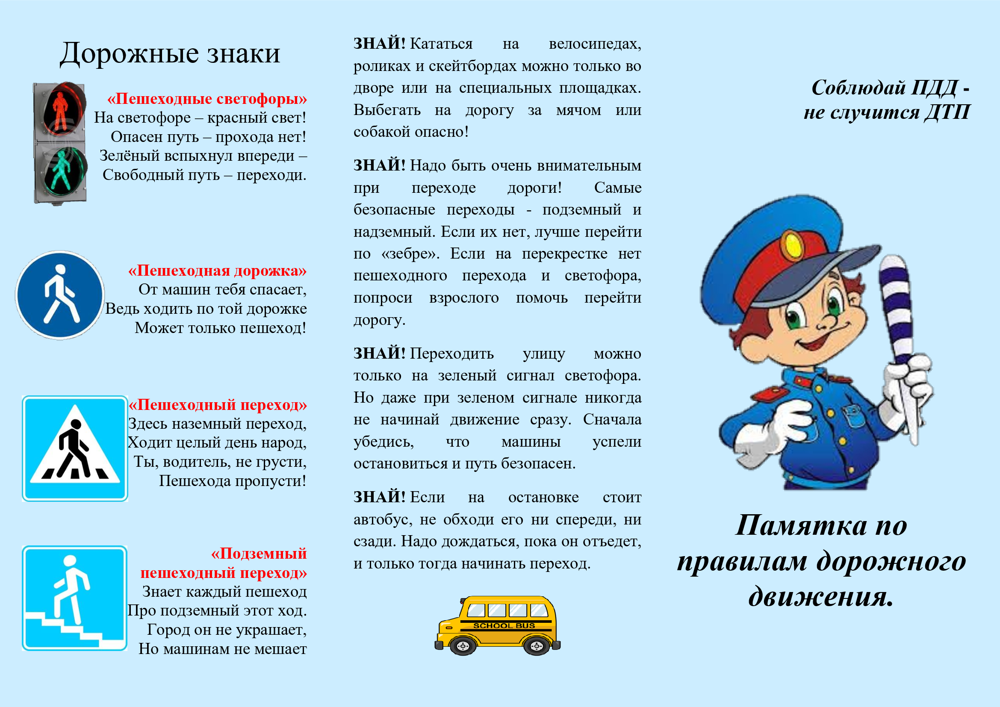 Дорожные знаки
«Пешеходные светофоры»
На светофоре – красный свет!
Опасен путь – прохода нет!
Зелёный вспыхнул впереди –
Свободный путь – переходи.
«Пешеходная дорожка»
От машин тебя спасает,
Ведь ходить по той дорожке
Может только пешеход!
«Пешеходный переход»
Здесь наземный переход,
Ходит целый день народ,
Ты, водитель, не грусти,
Пешехода пропусти!
«Подземный
пешеходный переход»
Знает каждый пешеход
Про подземный этот ход.
Город он не украшает,
Но машинам не мешает
ЗНАЙ! Кататься на велосипедах,
роликах и скейтбордах можно только во
дворе или на специальных площадках.
Выбегать на дорогу за мячом или
собакой опасно!
ЗНАЙ! Надо быть очень внимательным
при переходе дороги! Самые
безопасные переходы - подземный и
надземный. Если их нет, лучше перейти
по «зебре». Если на перекрестке нет
пешеходного перехода и светофора,
попроси взрослого помочь перейти
дорогу.
ЗНАЙ! Переходить улицу можно
только на зеленый сигнал светофора.
Но даже при зеленом сигнале никогда
не начинай движение сразу. Сначала
убедись, что машины успели
остановиться и путь безопасен.
ЗНАЙ! Если на остановке стоит
автобус, не обходи его ни спереди, ни
сзади. Надо дождаться, пока он отъедет,
и только тогда начинать переход.
SCHOOL BUS
Соблюдай ПДД -
не случится ДТП
Памятка по
правилам дорожного
движения.